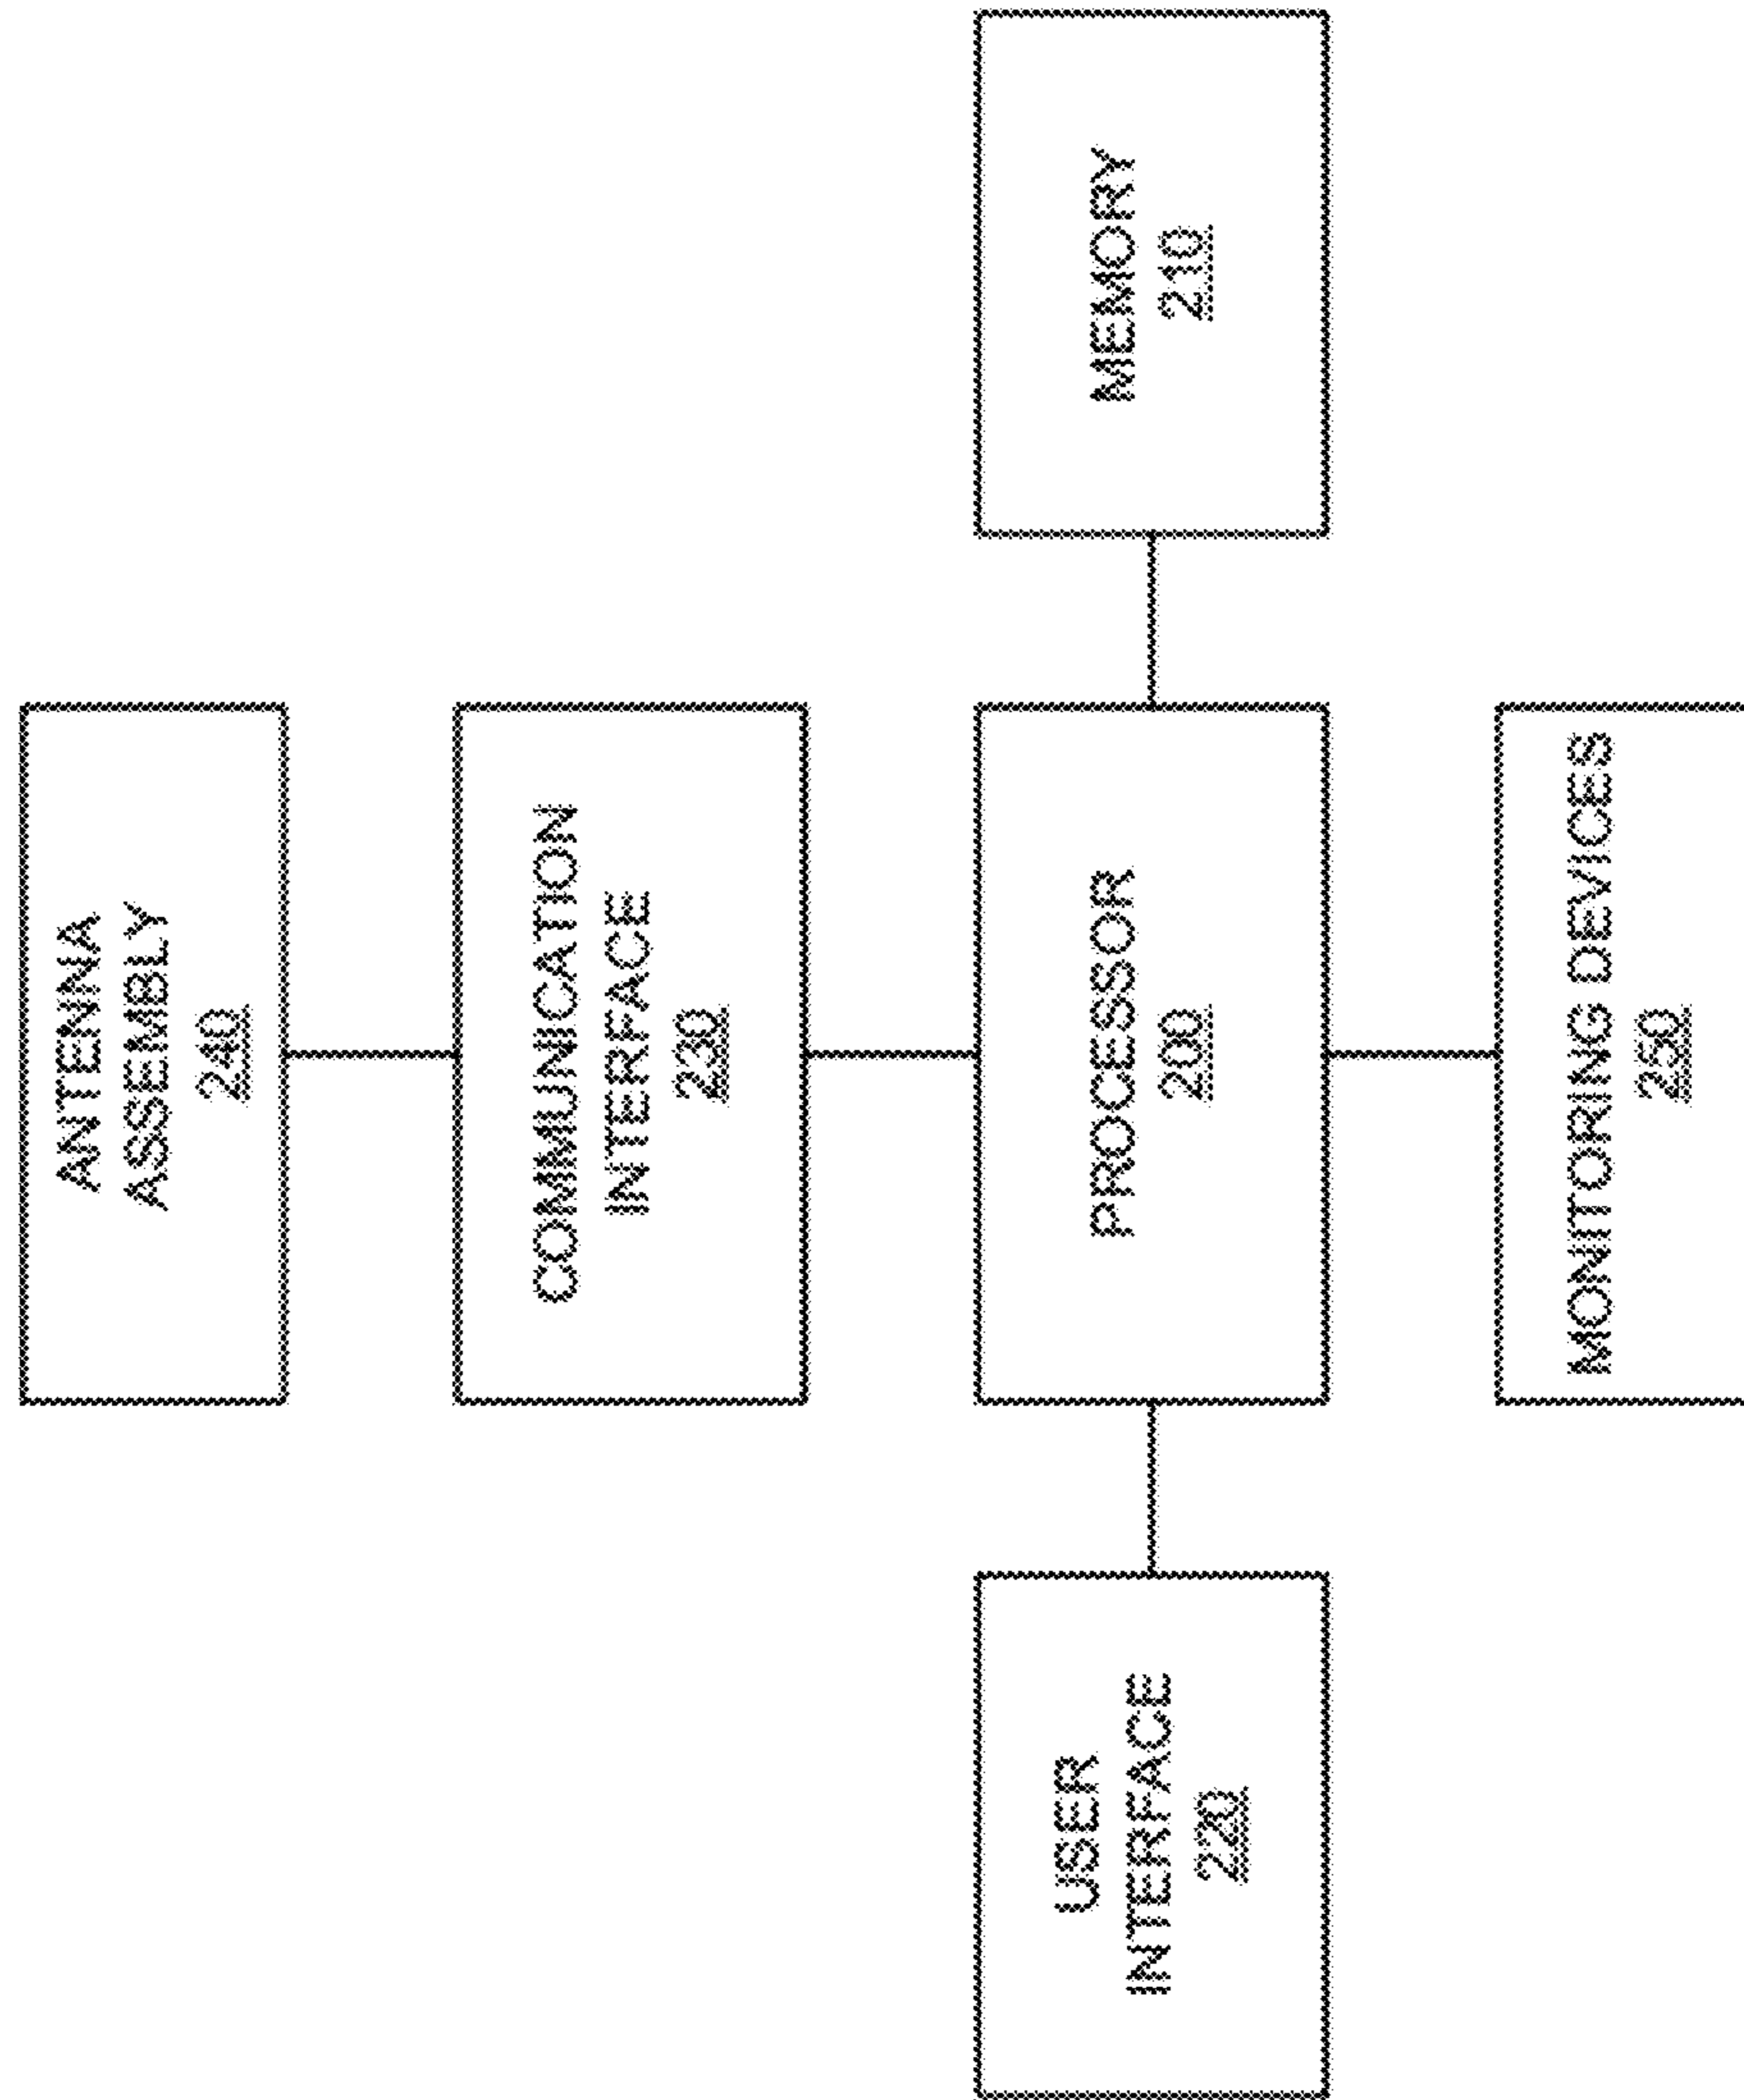 ANTENNA
ASSEMBLY
240
COMMUNICATION
INTERFACE
230
USER
INTERFACE
220
PROCESSOR
200
MEMORY
210
MONITORING DEVICES
250